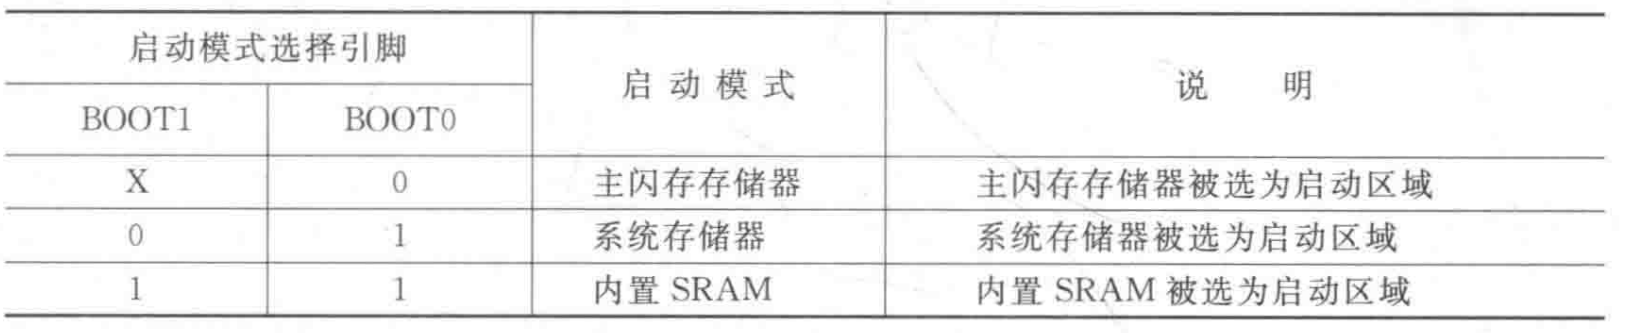 启动模式选择引脚
启动模式
说 明
BOOT1 BOOT0
X 0 主闪存存储器 主闪存存储器被选为启动区域
0 1 系统存储器 系统存储器被选为启动区域
1 1 内置 SRAM 内置 SRAM 被选为启动区域